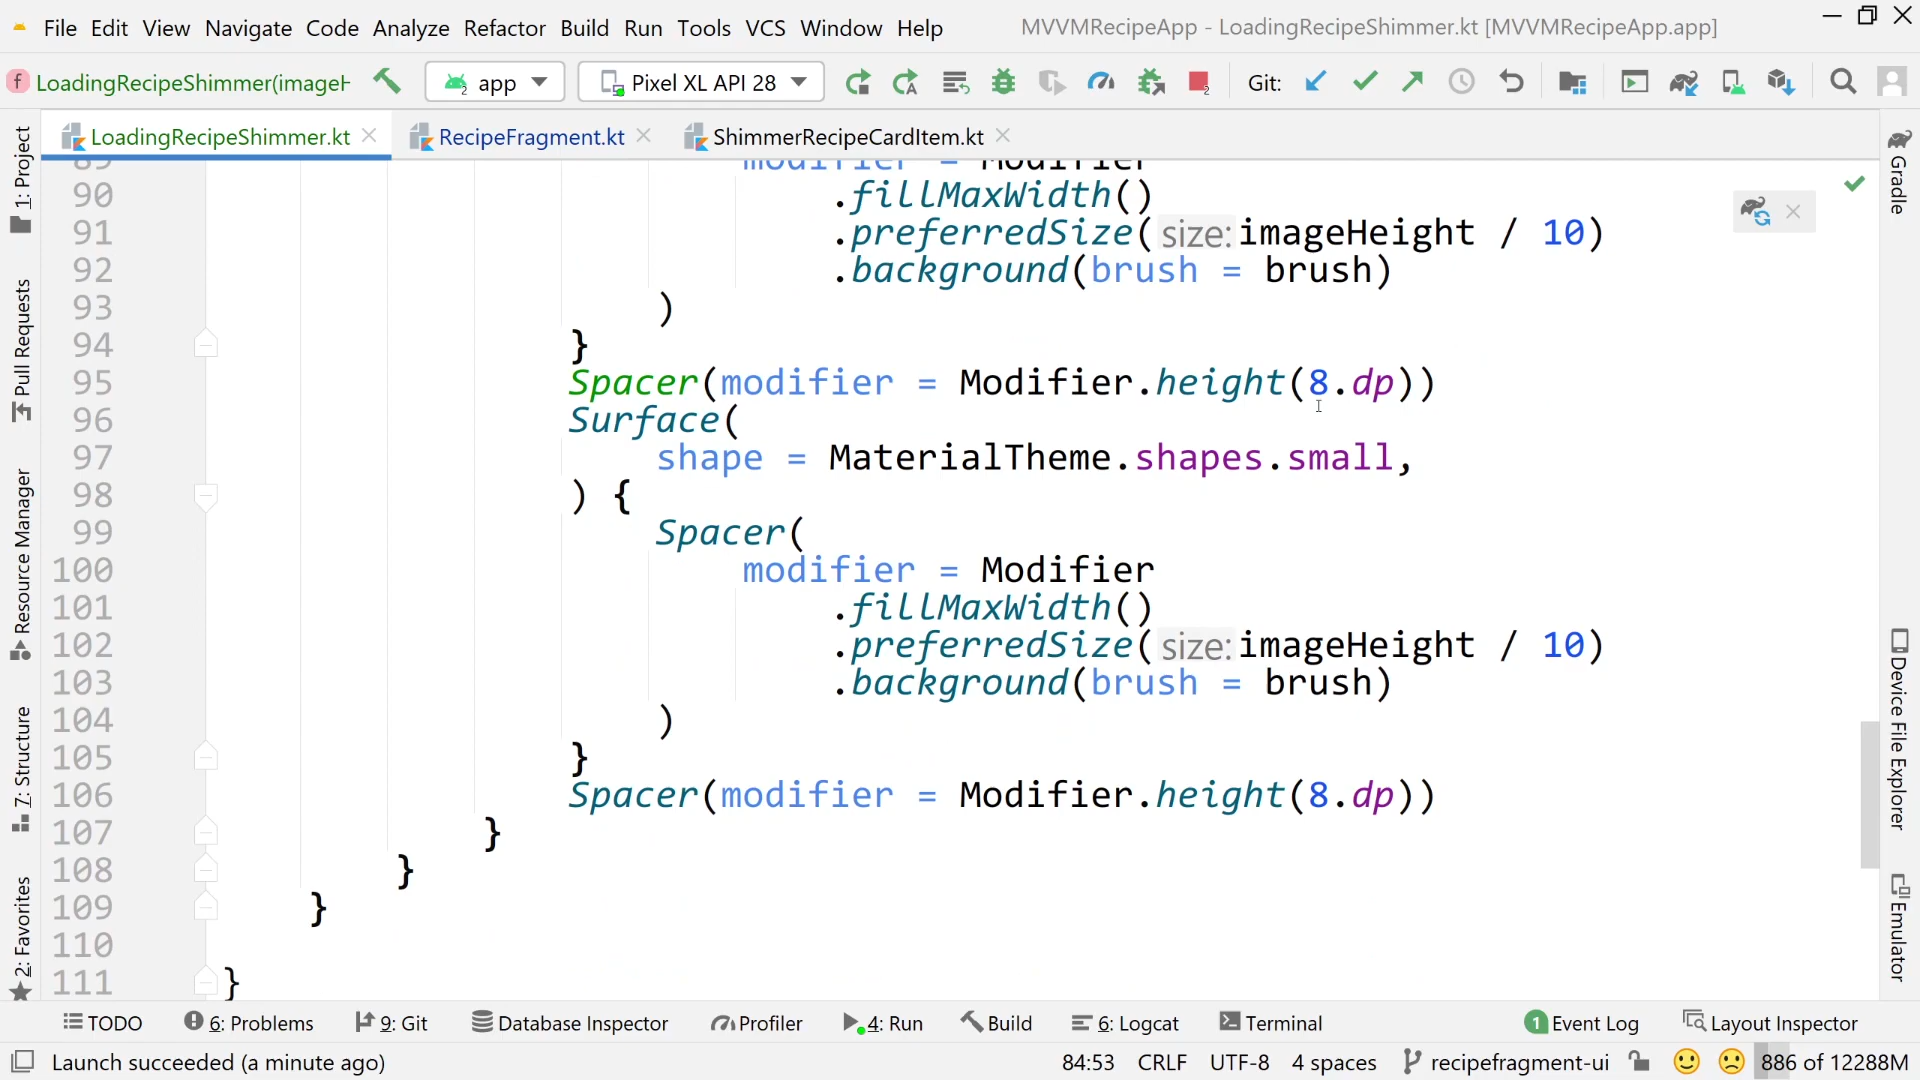 File Edit View Navigate Code Analyze Refactor Build Run Tools VCS Window Help MVVMRecipeApp - LoadingRecipeShimmer.kt [MVVMRecipeApp.app]
LoadingRecipeShimmer(imageH app Pixel XL API 28 Git:
LoadingRecipeShimmer.kt RecipeFragment.kt ShimmerRecipeCardItem.kt
89 modifier = Modifier
90 .fillMaxWidth()
91 .preferredSize( size: imageHeight / 10)
92 .background(brush = brush)
93 )
94 }
95 Spacer(modifier = Modifier.height(8.dp))
96 Surface(
97 shape = MaterialTheme.shapes.small,
98 ) {
99 Spacer(
100 modifier = Modifier
101 .fillMaxWidth()
102 .preferredSize( size: imageHeight / 10)
103 .background(brush = brush)
104 )
105 }
106 Spacer(modifier = Modifier.height(8.dp))
107 }
108 }
109 }
110
111 }
1: Project
Pull Requests
Resource Manager
7: Structure
2: Favorites
Gradle
Device File Explorer
Emulator
TODO 6: Problems 9: Git Database Inspector Profiler 4: Run Build 6: Logcat Terminal 1 Event Log Layout Inspector
Launch succeeded (a minute ago) 84:53 CRLF UTF-8 4 spaces recipefragment-ui 886 of 12288M